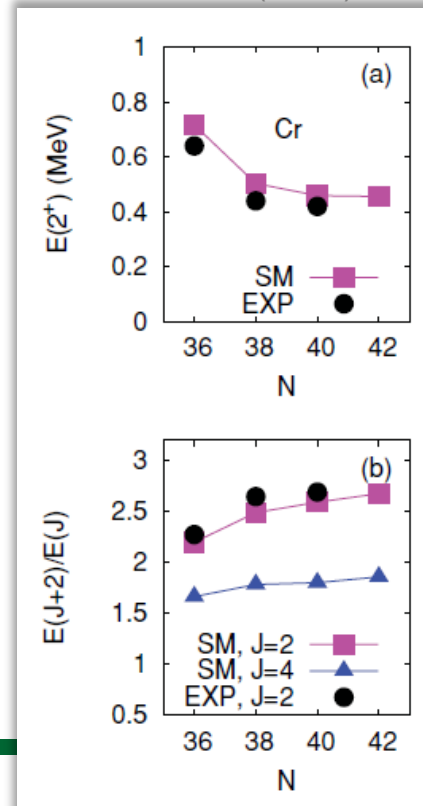 1
(a)
0.8
Cr
0.6
E(2⁺) (MeV)
0.4
0.2
SM
EXP
0
36 38 40 42
N
3
(b)
2.5
E(J+2)/E(J)
2
1.5
SM, J=2
1
SM, J=4
EXP, J=2
0.5
36 38 40 42
N